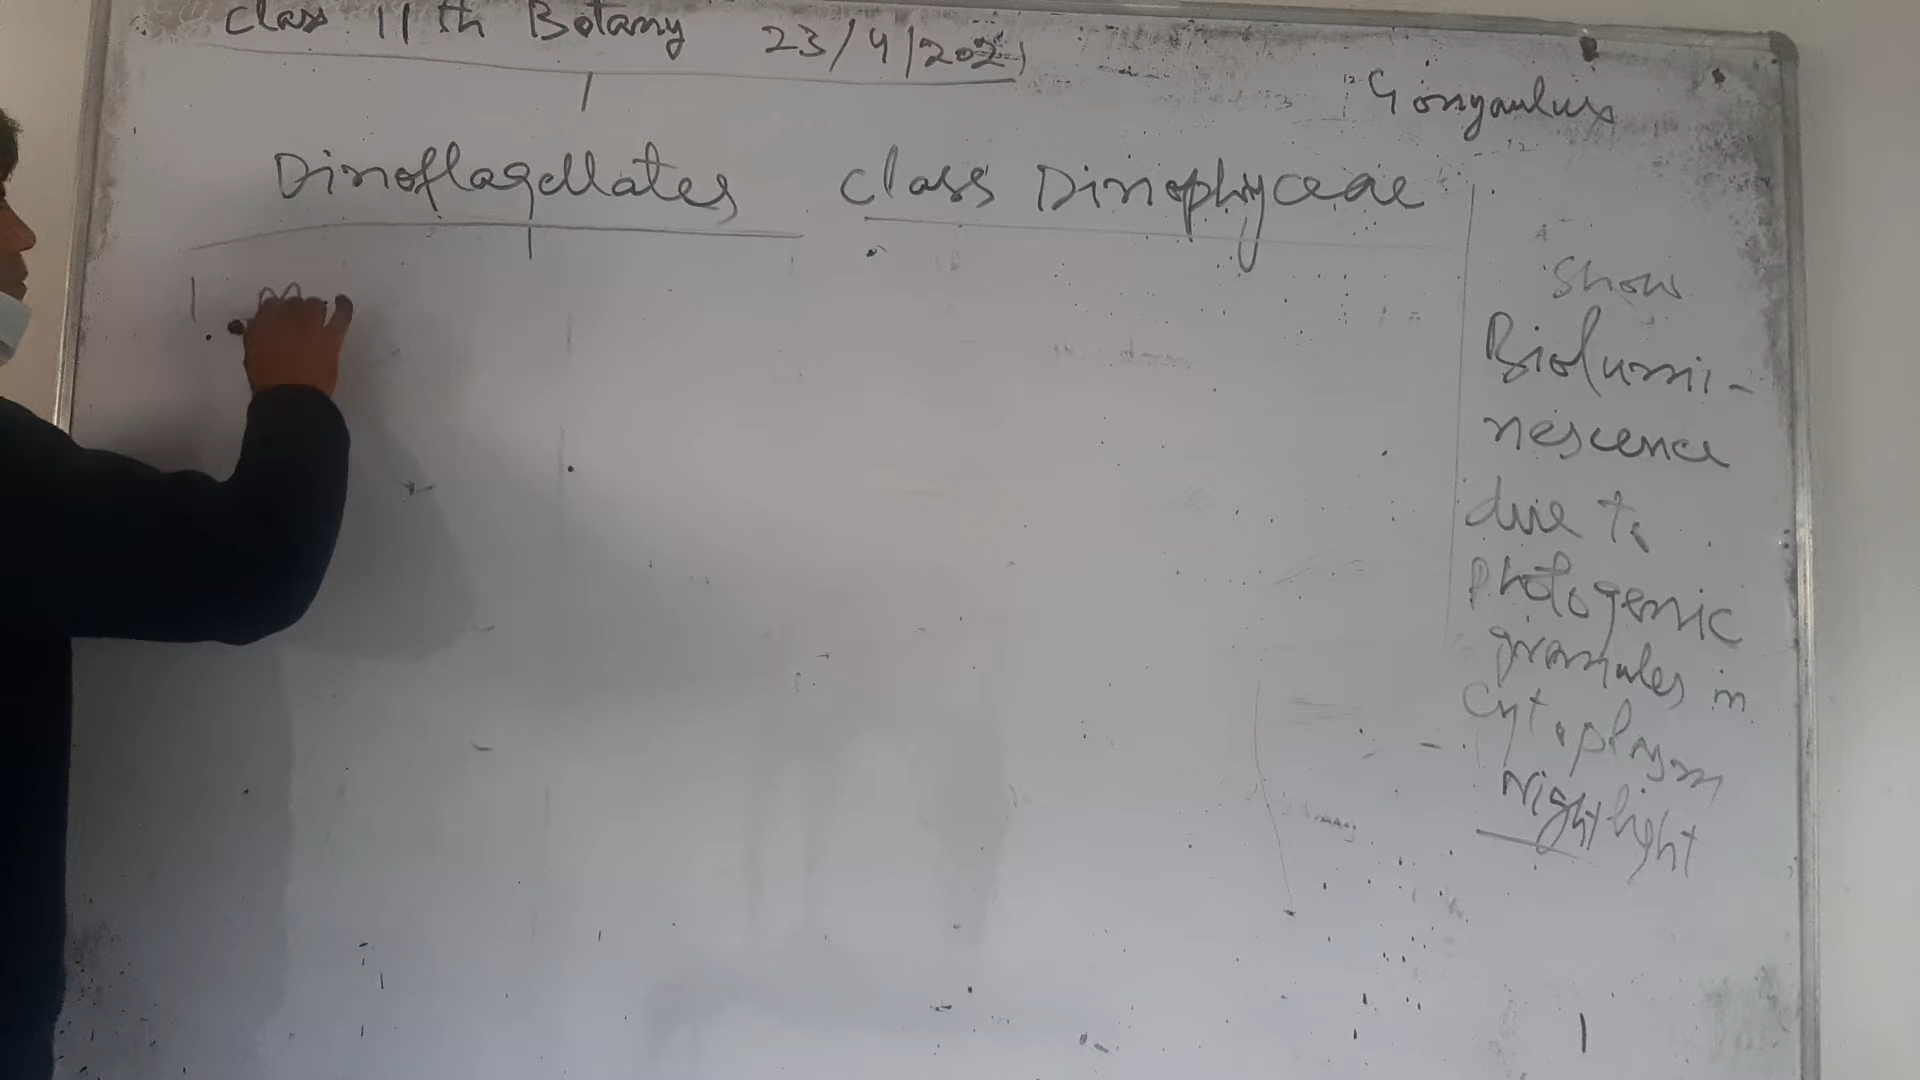 Class 11th Botany 23/4/2021
Gonyaulux
Dinoflagellates Class Dinophyceae
1. m
Show
Biolumi-
nescence
due to
Photogenic
granules in
Cytoplasm
Night light